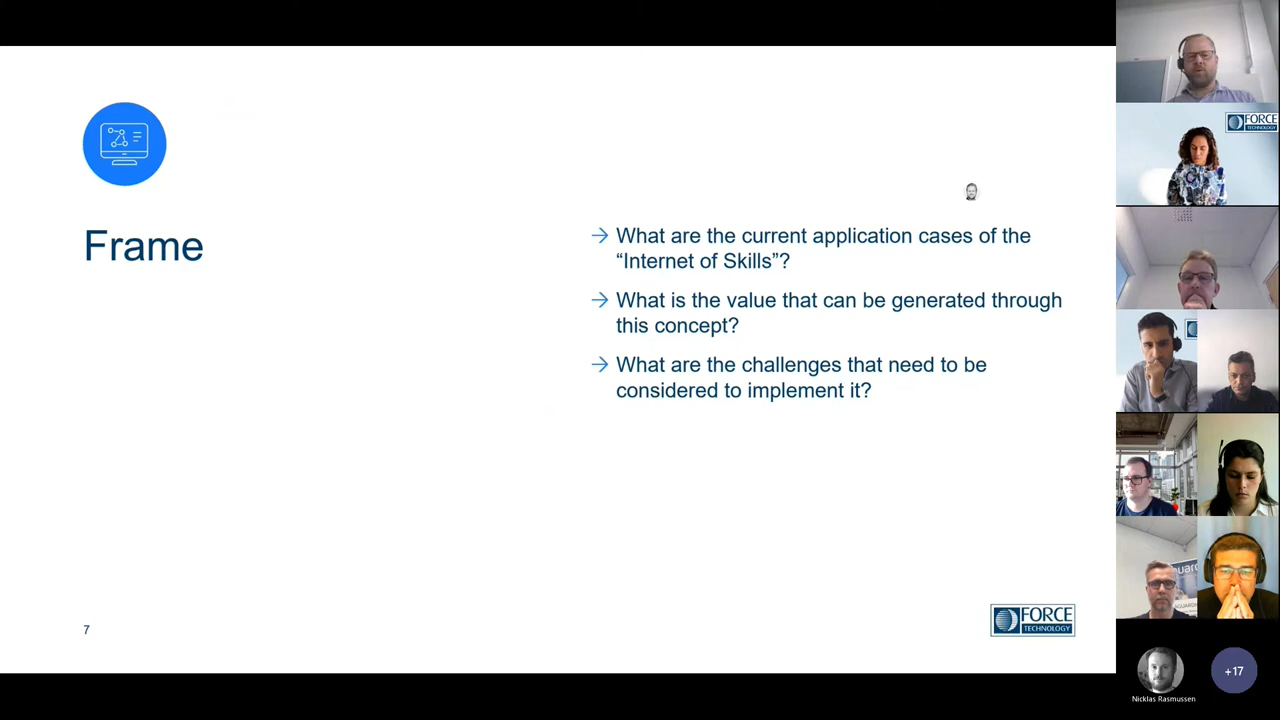 Frame
→ What are the current application cases of the
“Internet of Skills”?
→ What is the value that can be generated through
this concept?
→ What are the challenges that need to be
considered to implement it?
7
FORCE
TECHNOLOGY
FORCE
TECHNOLOGY
Nicklas Rasmussen
+17